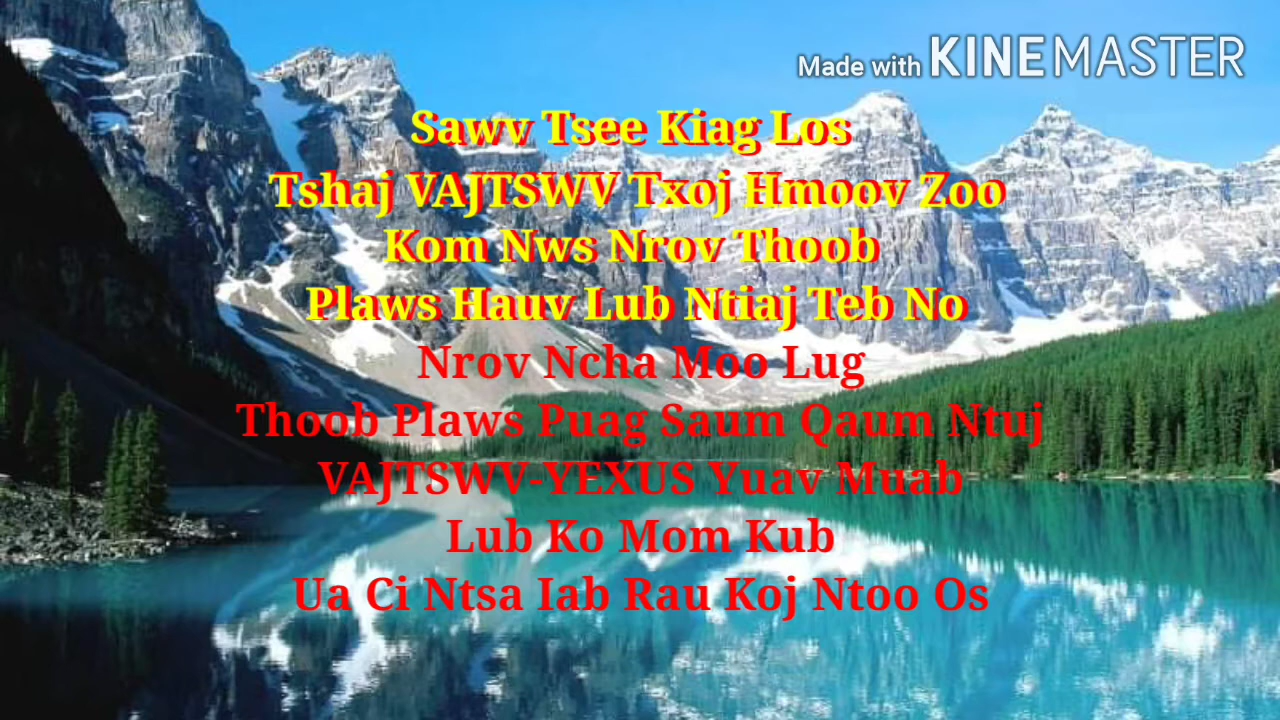 Made with KINEMASTER
Sawv Tsee Kiag Los
Tshaj VAJTSWV Txoj Hmoov Zoo
Kom Nws Nrov Thoob
Plaws Hauv Lub Ntiaj Teb No
Nrov Ncha Moo Lug
Thoob Plaws Puag Saum Qaum Ntuj
VAJTSWV-YEXUS Yuav Muab
Lub Ko Mom Kub
Ua Ci Ntsa Iab Rau Koj Ntoo Os